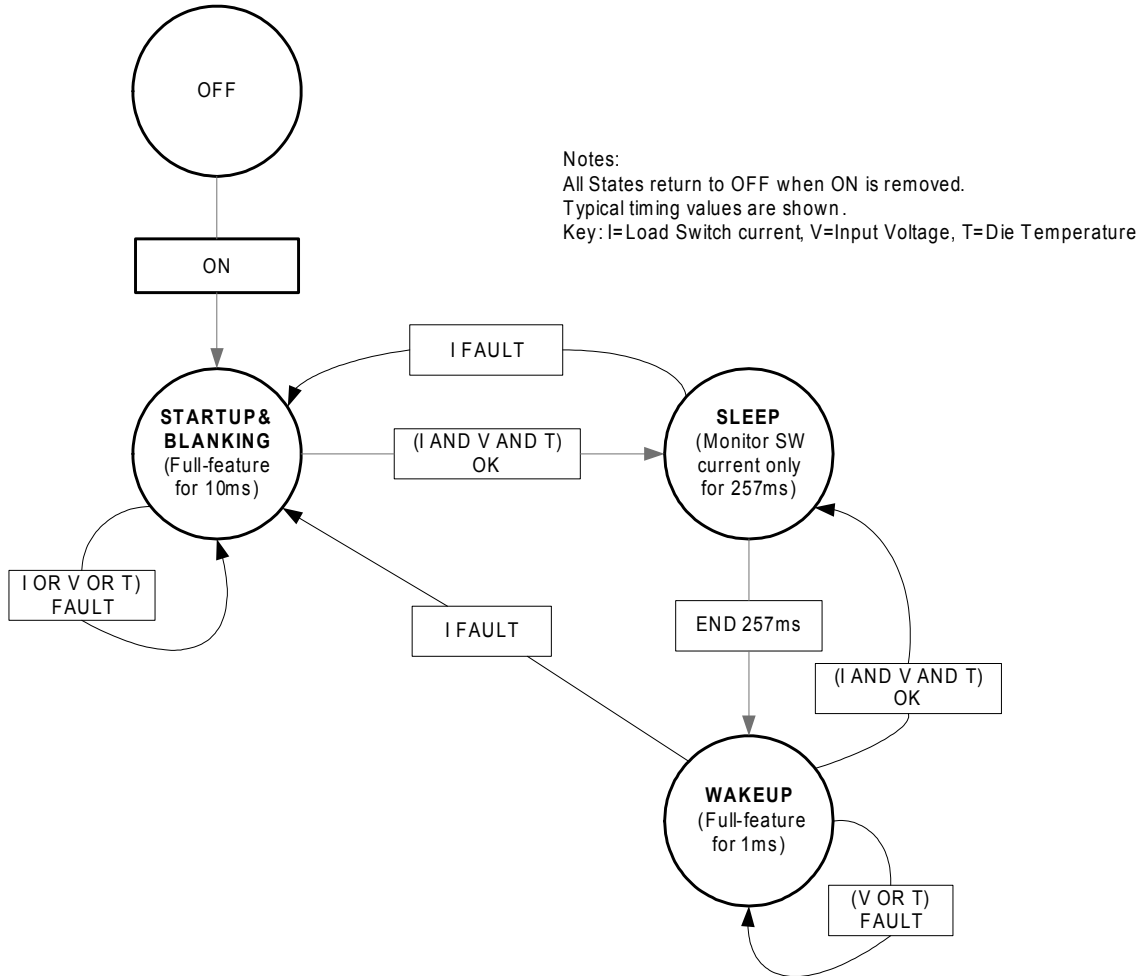 OFF
Notes:
All States return to OFF when ON is removed.
Typical timing values are shown.
Key: I=Load Switch current, V=Input Voltage, T=Die Temperature
ON
I FAULT
STARTUP&
BLANKING
(Full-feature
for 10ms)
(I AND V AND T)
OK
SLEEP
(Monitor SW
current only
for 257ms)
I OR V OR T)
FAULT
I FAULT
END 257ms
(I AND V AND T)
OK
WAKEUP
(Full-feature
for 1ms)
(V OR T)
FAULT